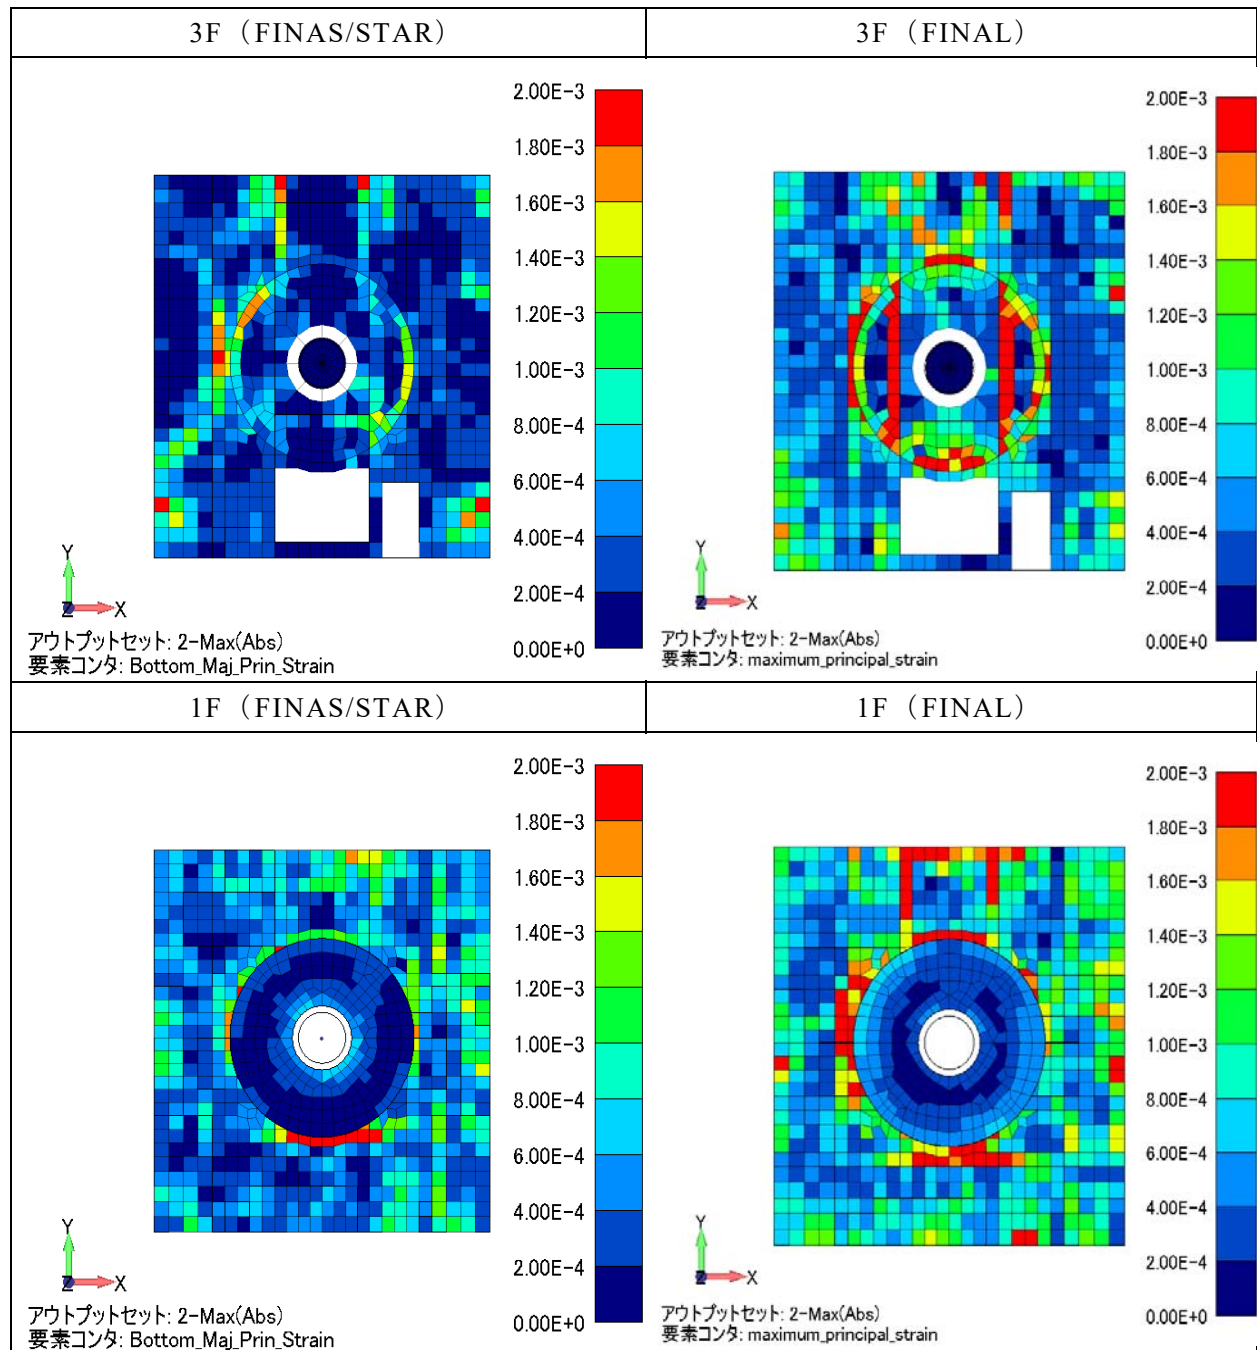 3F（FINAS/STAR）
3F（FINAL）
2.00E-3
1.80E-3
1.60E-3
1.40E-3
1.20E-3
1.00E-3
8.00E-4
6.00E-4
4.00E-4
2.00E-4
0.00E+0
Y
Z
X
アウトプットセット: 2-Max(Abs)
要素コンタ: Bottom_Maj_Prin_Strain
2.00E-3
1.80E-3
1.60E-3
1.40E-3
1.20E-3
1.00E-3
8.00E-4
6.00E-4
4.00E-4
2.00E-4
0.00E+0
Y
Z
X
アウトプットセット: 2-Max(Abs)
要素コンタ: maximum_principal_strain
1F（FINAS/STAR）
1F（FINAL）
2.00E-3
1.80E-3
1.60E-3
1.40E-3
1.20E-3
1.00E-3
8.00E-4
6.00E-4
4.00E-4
2.00E-4
0.00E+0
Y
Z
X
アウトプットセット: 2-Max(Abs)
要素コンタ: Bottom_Maj_Prin_Strain
2.00E-3
1.80E-3
1.60E-3
1.40E-3
1.20E-3
1.00E-3
8.00E-4
6.00E-4
4.00E-4
2.00E-4
0.00E+0
Y
Z
X
アウトプットセット: 2-Max(Abs)
要素コンタ: maximum_principal_strain